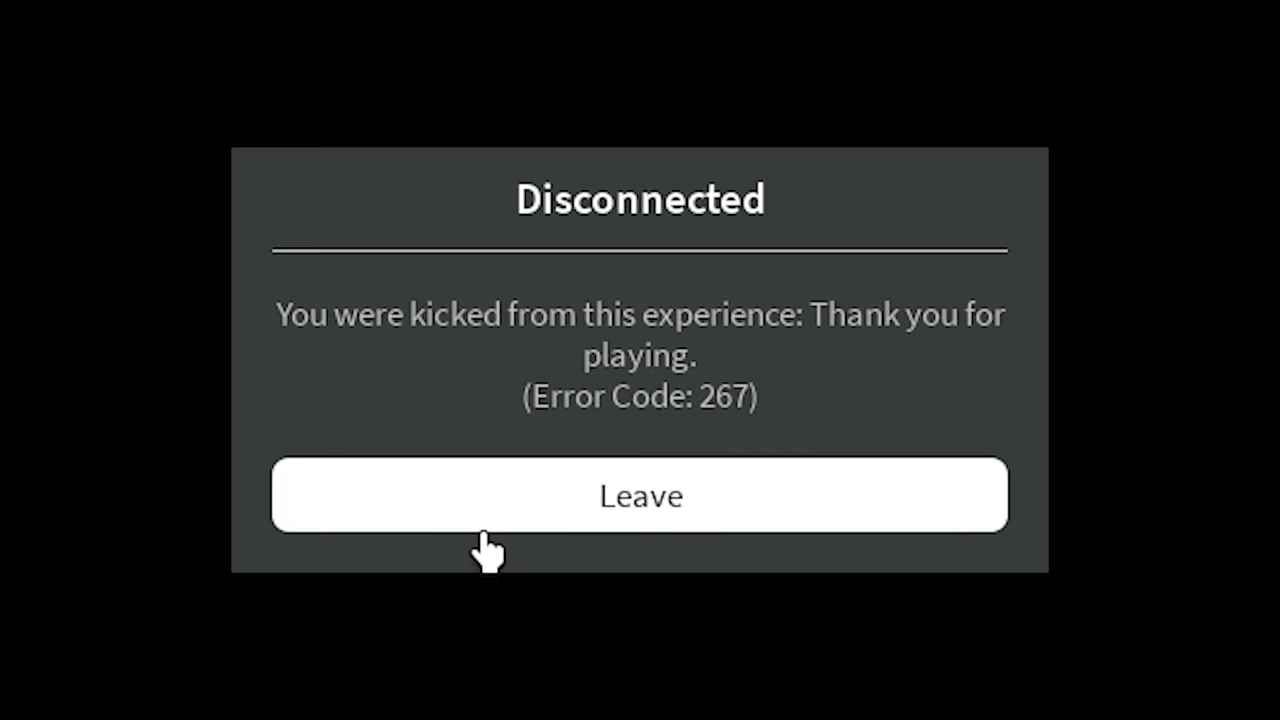 Disconnected
You were kicked from this experience: Thank you for
playing.
(Error Code: 267)
Leave